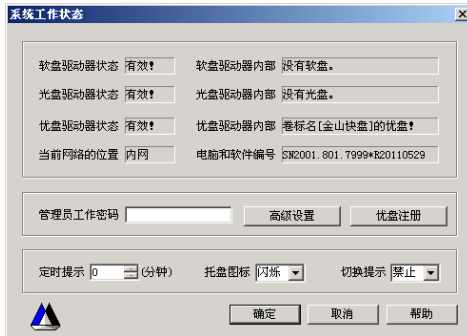 系统工作状态
软盘驱动器状态 有效! 软盘驱动器内部 没有软盘。
光盘驱动器状态 有效! 光盘驱动器内部 没有光盘。
优盘驱动器状态 有效! 优盘驱动器内部 卷标名[金山快盘]的优盘!
当前网络的位置 内网 电脑和软件编号 SN2001.801.7999*R20110529
管理员工作密码 高级设置 优盘注册
定时提示 0 (分钟) 托盘图标 闪烁 切换提示 禁止
确定 取消 帮助